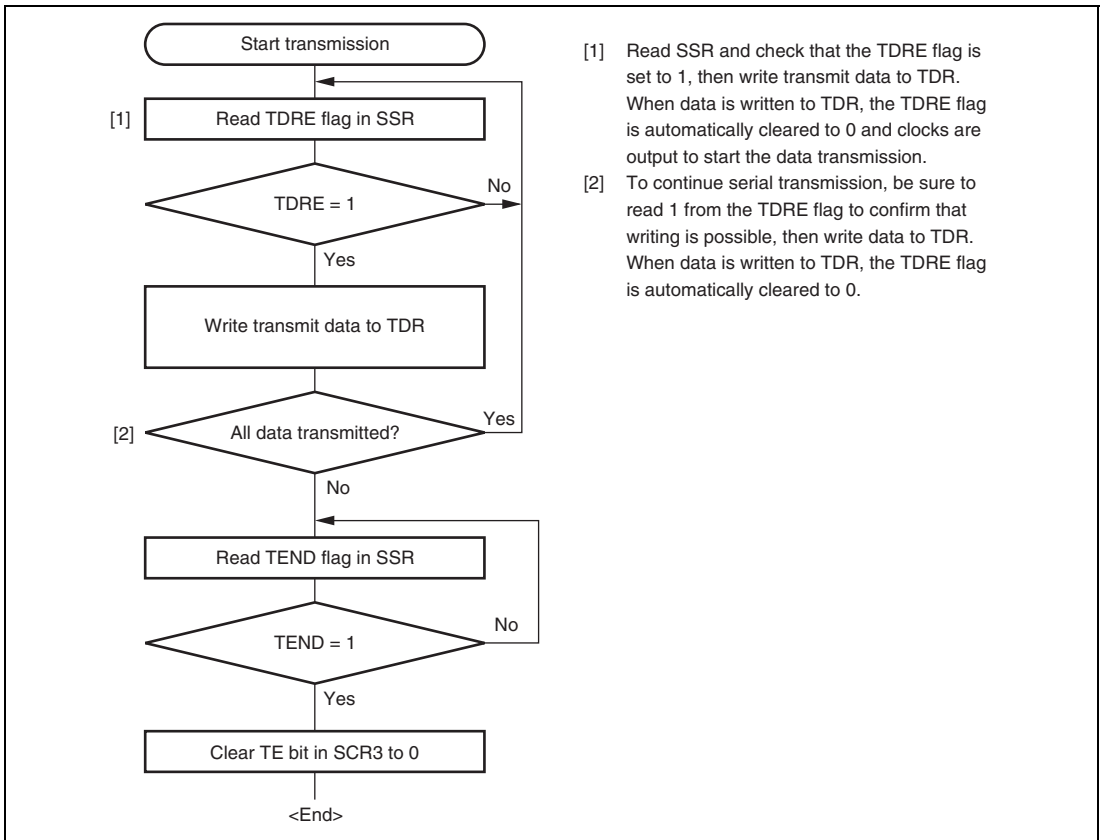 Start transmission
[1] Read TDRE flag in SSR
TDRE = 1
No
Yes
Write transmit data to TDR
[2] All data transmitted?
Yes
No
Read TEND flag in SSR
TEND = 1
No
Yes
Clear TE bit in SCR3 to 0
<End>
[1] Read SSR and check that the TDRE flag is
set to 1, then write transmit data to TDR.
When data is written to TDR, the TDRE flag
is automatically cleared to 0 and clocks are
output to start the data transmission.
[2] To continue serial transmission, be sure to
read 1 from the TDRE flag to confirm that
writing is possible, then write data to TDR.
When data is written to TDR, the TDRE flag
is automatically cleared to 0.